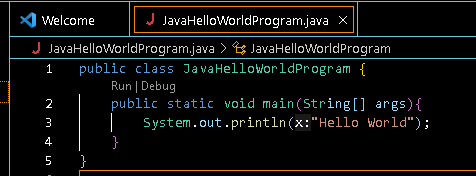 Welcome
JavaHelloWorldProgram.java
JavaHelloWorldProgram.java > JavaHelloWorldProgram
1 public class JavaHelloWorldProgram {
Run | Debug
2 public static void main(String[] args){
3 System.out.println(x:"Hello World");
4 }
5 }